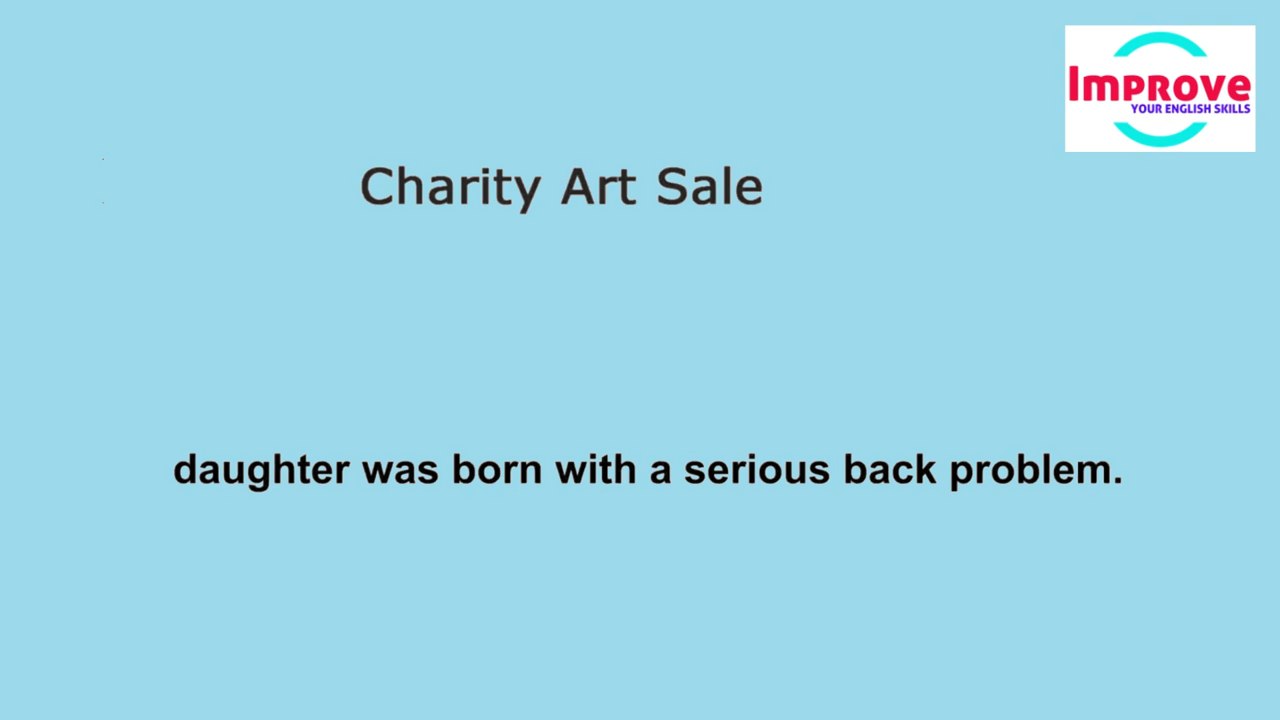 Improve
YOUR ENGLISH SKILLS
Charity Art Sale
daughter was born with a serious back problem.